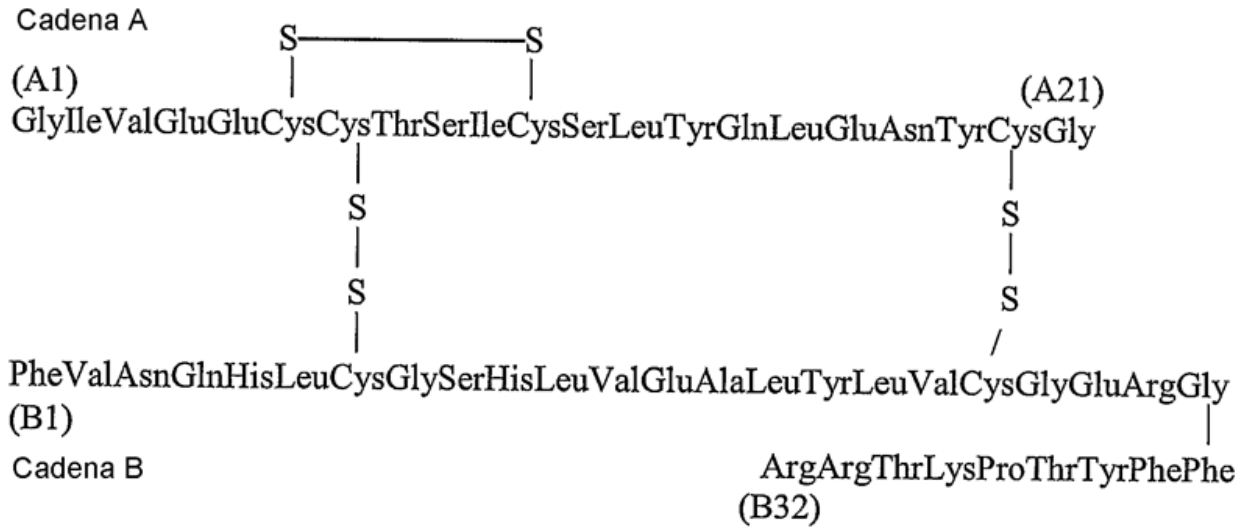 Cadena A
S S
(A1) (A21)
GlyIleValGluGluCysCysThrSerIleCysSerLeuTyrGlnLeuGluAsnTyrCysGly
S S
S S
PheValAsnGlnHisLeuCysGlySerHisLeuValGluAlaLeuTyrLeuValCysGlyGluArgGly
(B1)
Cadena B
ArgArgThrLysProThrTyrPhePhe
(B32)